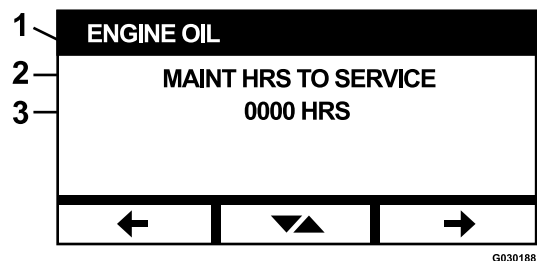 1
ENGINE OIL
2
MAINT HRS TO SERVICE
3
0000 HRS
G030188